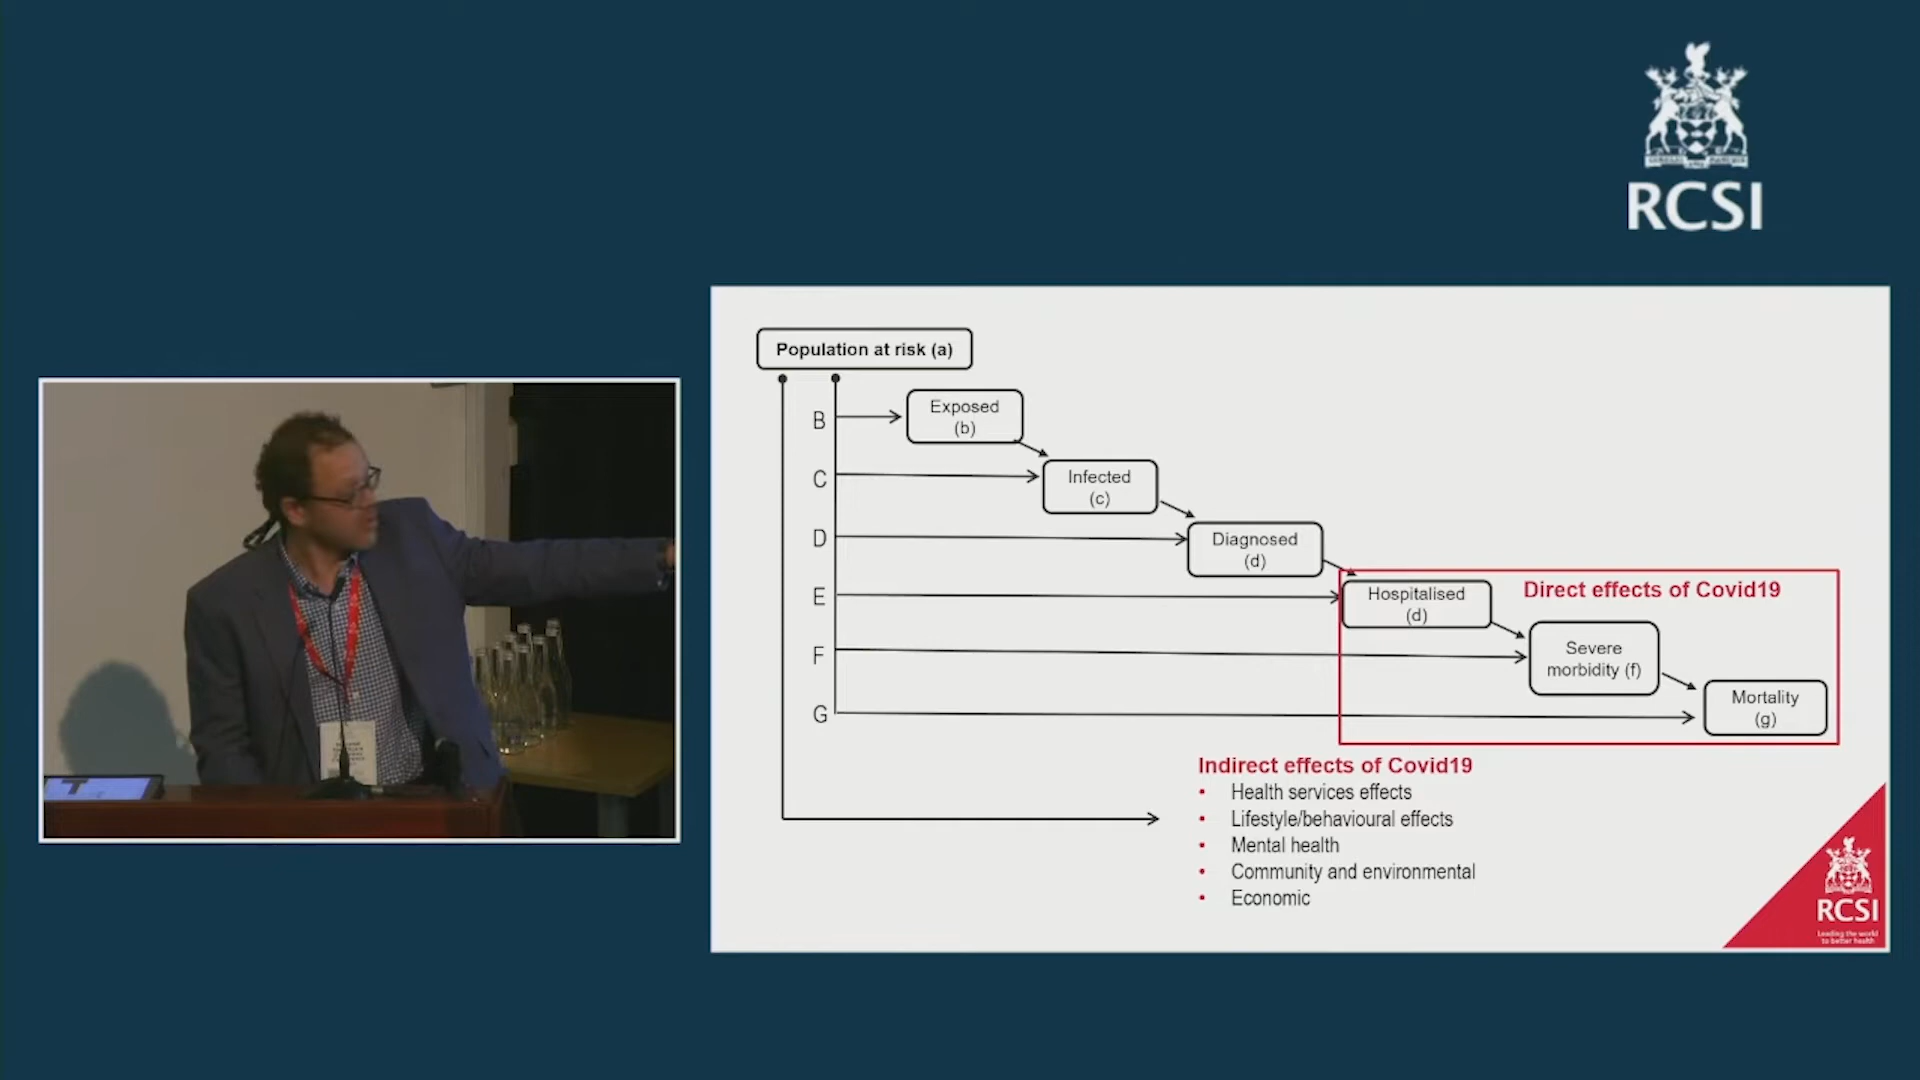 RCSI
Population at risk (a)
B
Exposed
(b)
C
Infected
(c)
D
Diagnosed
(d)
E
Hospitalised
(d)
Direct effects of Covid19
F
Severe
morbidity (f)
G
Mortality
(g)
Indirect effects of Covid19
• Health services effects
• Lifestyle/behavioural effects
• Mental health
• Community and environmental
• Economic
RCSI
Leading the world
to better health